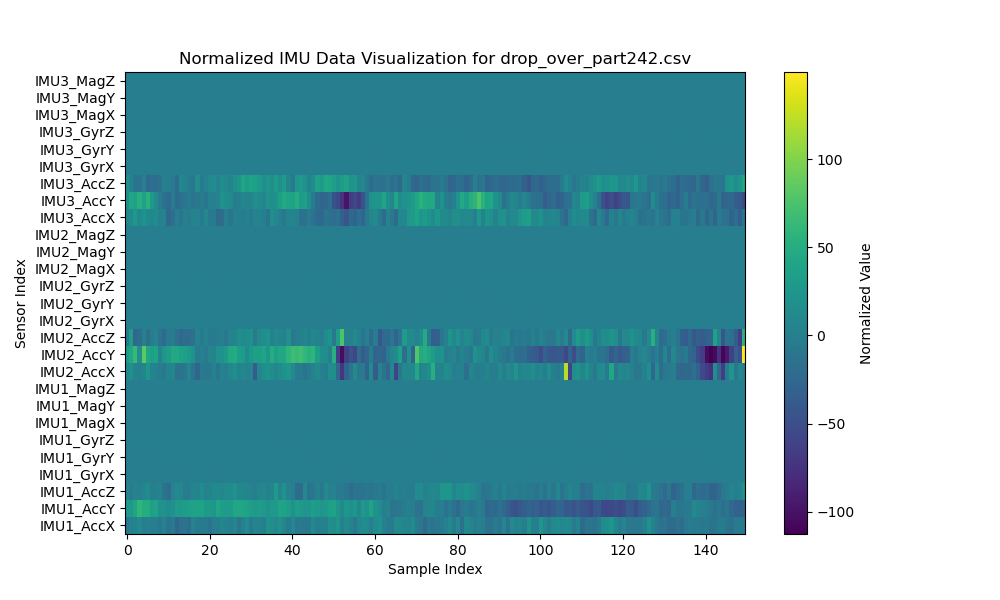 Normalized IMU Data Visualization for drop_over_part242.csv
IMU3_MagZ
IMU3_MagY
IMU3_MagX
IMU3_GyrZ
IMU3_GyrY
IMU3_GyrX
IMU3_AccZ
IMU3_AccY
IMU3_AccX
IMU2_MagZ
IMU2_MagY
IMU2_MagX
IMU2_GyrZ
IMU2_GyrY
IMU2_GyrX
IMU2_AccZ
IMU2_AccY
IMU2_AccX
IMU1_MagZ
IMU1_MagY
IMU1_MagX
IMU1_GyrZ
IMU1_GyrY
IMU1_GyrX
IMU1_AccZ
IMU1_AccY
IMU1_AccX
Sensor Index
0 20 40 60 80 100 120 140
Sample Index
100
50
0
−50
−100
Normalized Value